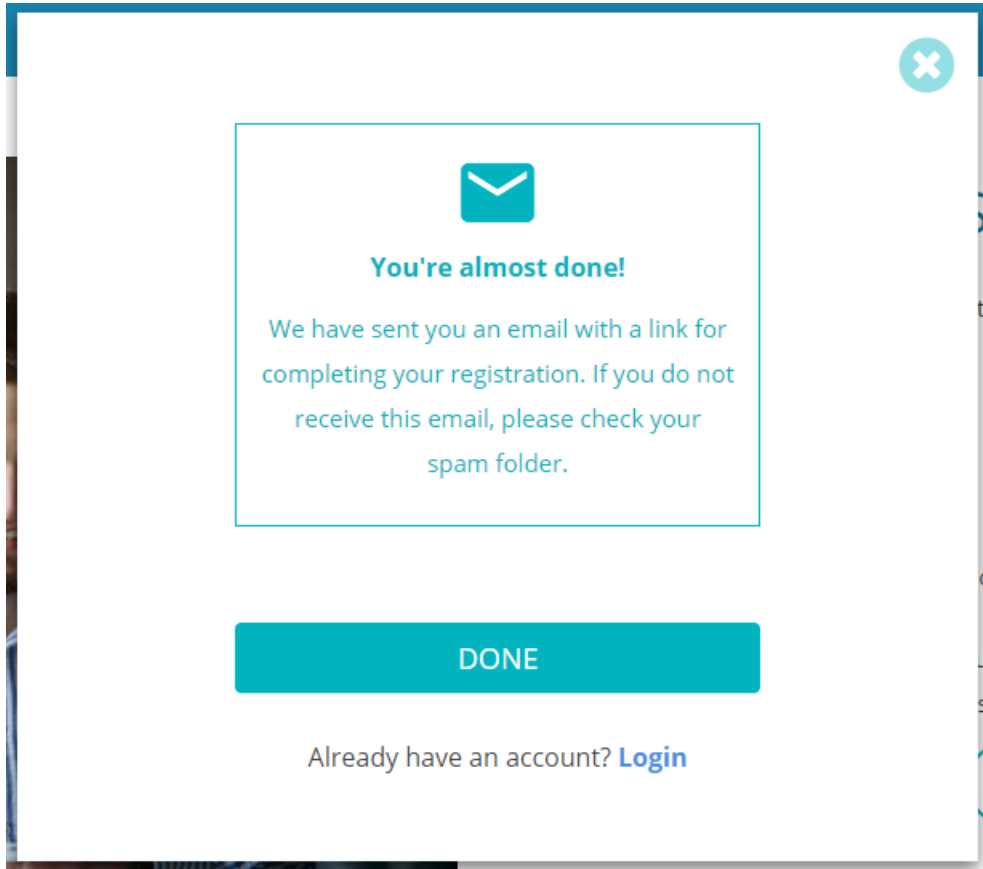 You're almost done!
We have sent you an email with a link for
completing your registration. If you do not
receive this email, please check your
spam folder.
DONE
Already have an account? Login